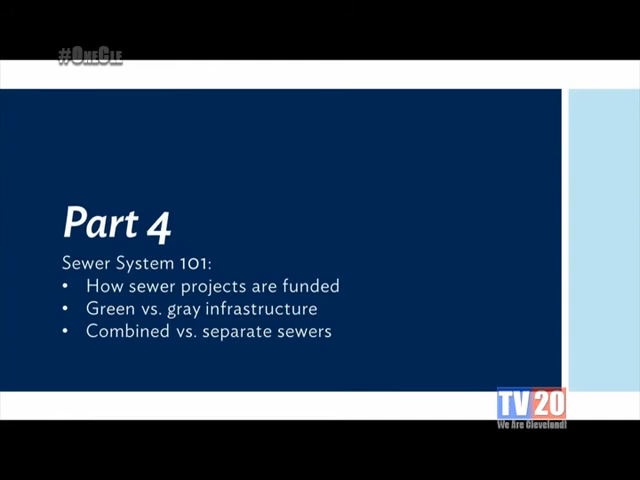 #OneCle
Part 4
Sewer System 101:
• How sewer projects are funded
• Green vs. gray infrastructure
• Combined vs. separate sewers
TV20
We Are Cleveland!